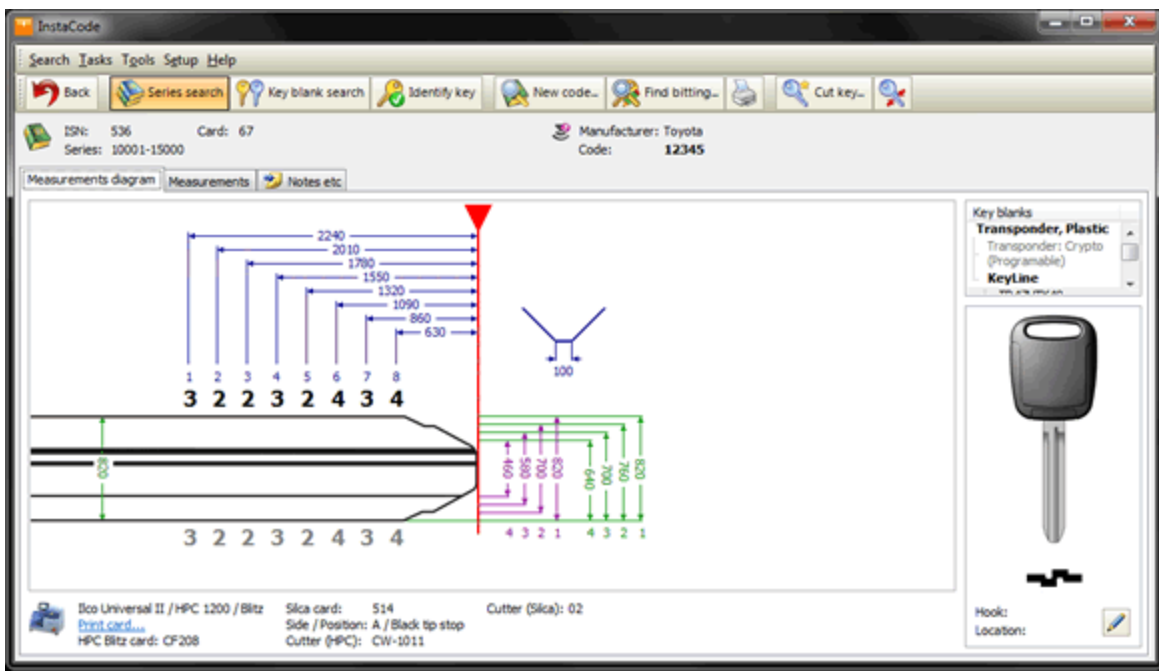 InstaCode
Search Tasks Tools Setup Help
Back Series search Key blank search Identify key New code... Find bitting... Cut key...
ISN: 536 Card: 67 Manufacturer: Toyota
Series: 10001-15000 Code: 12345
Measurements diagram Measurements Notes etc
Key blanks
Transponder, Plastic
Transponder: Crypto
(Programable)
KeyLine
2240
2010
1780
1550
1320
1090
860
630
100
1 2 3 4 5 6 7 8
3 2 2 3 2 4 3 4
820
460 580 700 820 640 700 760 820
3 2 2 3 2 4 3 4
4 3 2 1 4 3 2 1
Ilco Universal II / HPC 1200 / Blitz Silca card: 514 Cutter (Silca): 02
Print card... Side / Position: A / Black tip stop
HPC Blitz card: CF208 Cutter (HPC): CW-1011
Hook:
Location: